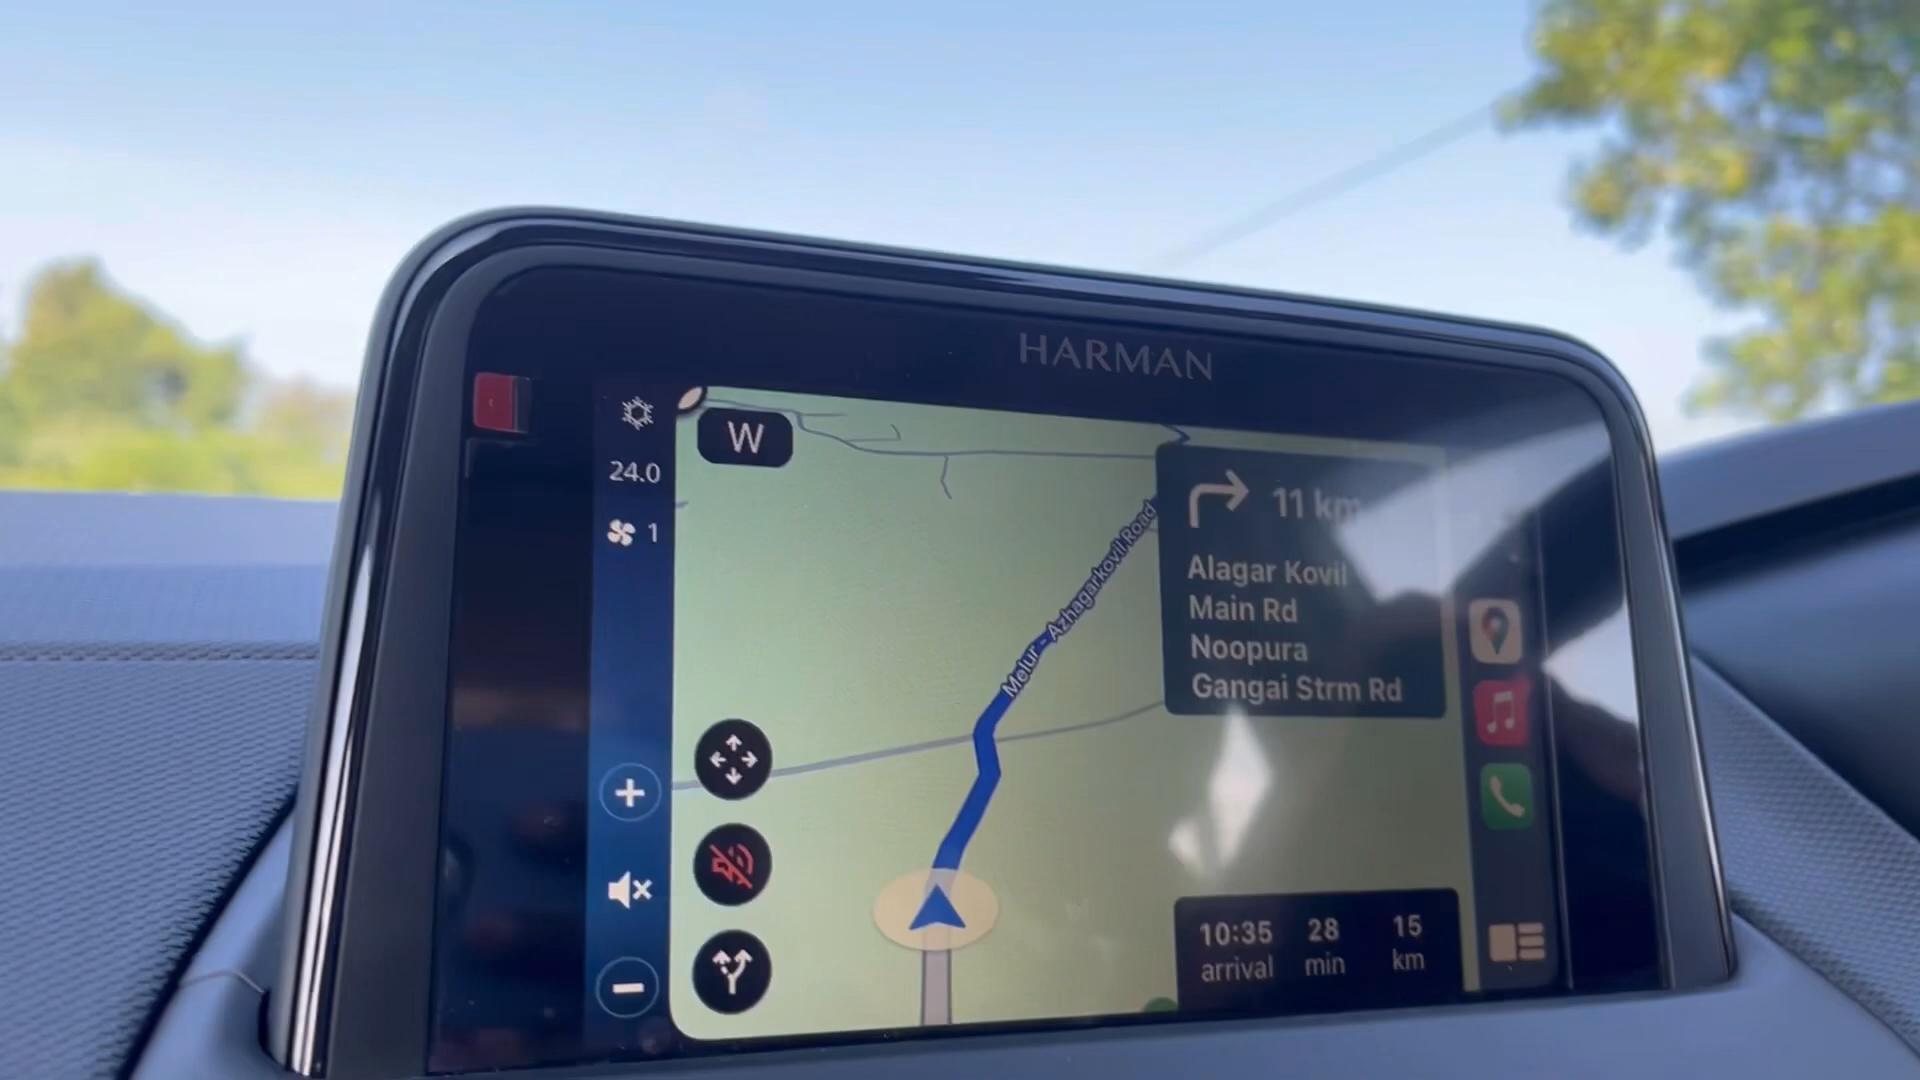 HARMAN
W
24.0
1
11 km
Alagar Kovil
Main Rd
Noopura
Gangai Strm Rd
Melur - Azhagarkovil Road
10:35 28 15
arrival min km